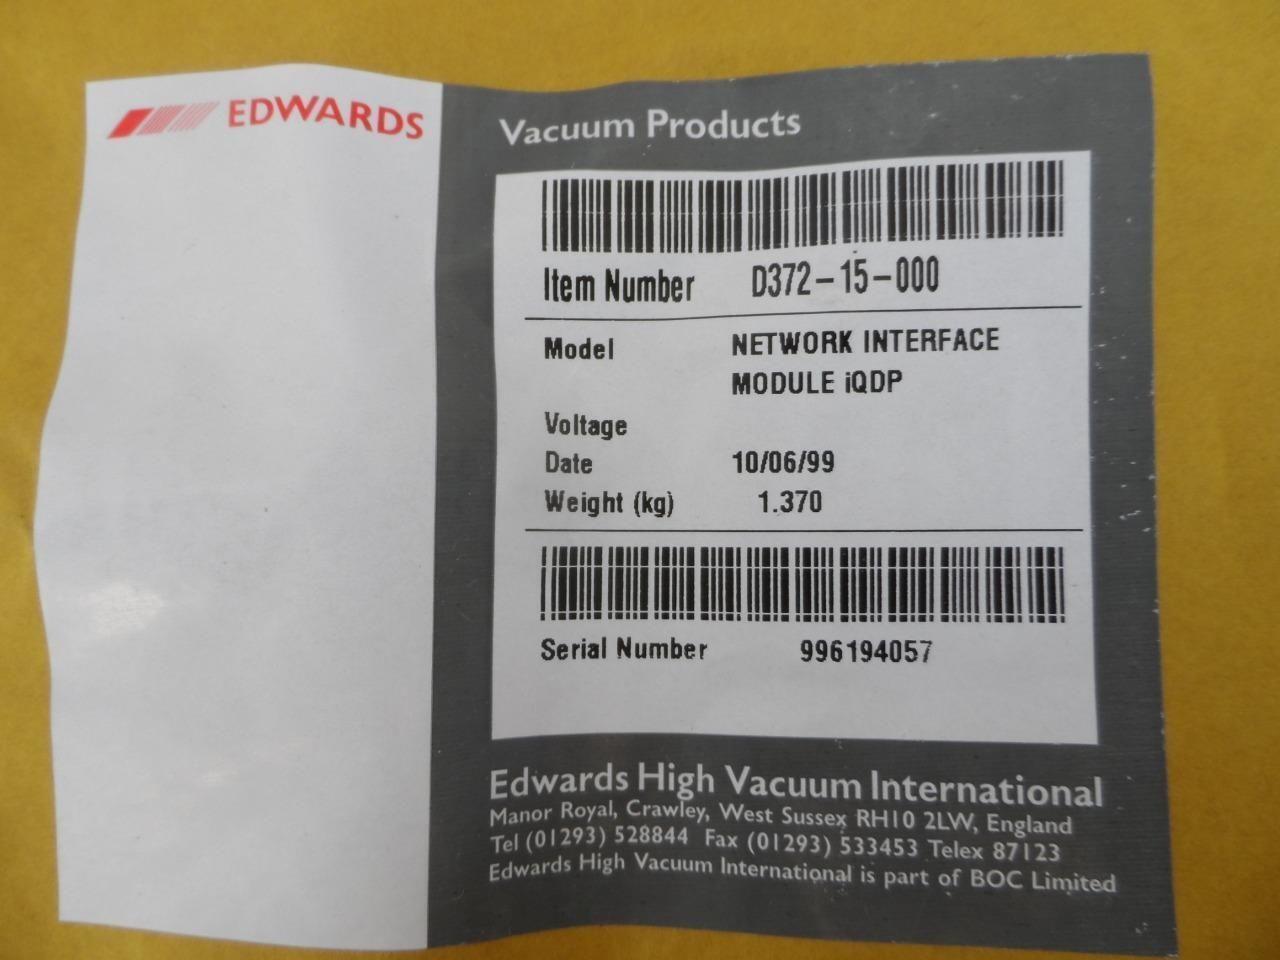 EDWARDS
Vacuum Products
Item Number D372-15-000
Model NETWORK INTERFACE
MODULE iQDP
Voltage
Date 10/06/99
Weight (kg) 1.370
Serial Number 996194057
Edwards High Vacuum International
Manor Royal, Crawley, West Sussex RH10 2LW, England
Tel (01293) 528844 Fax (01293) 533453 Telex 87123
Edwards High Vacuum International is part of BOC Limited